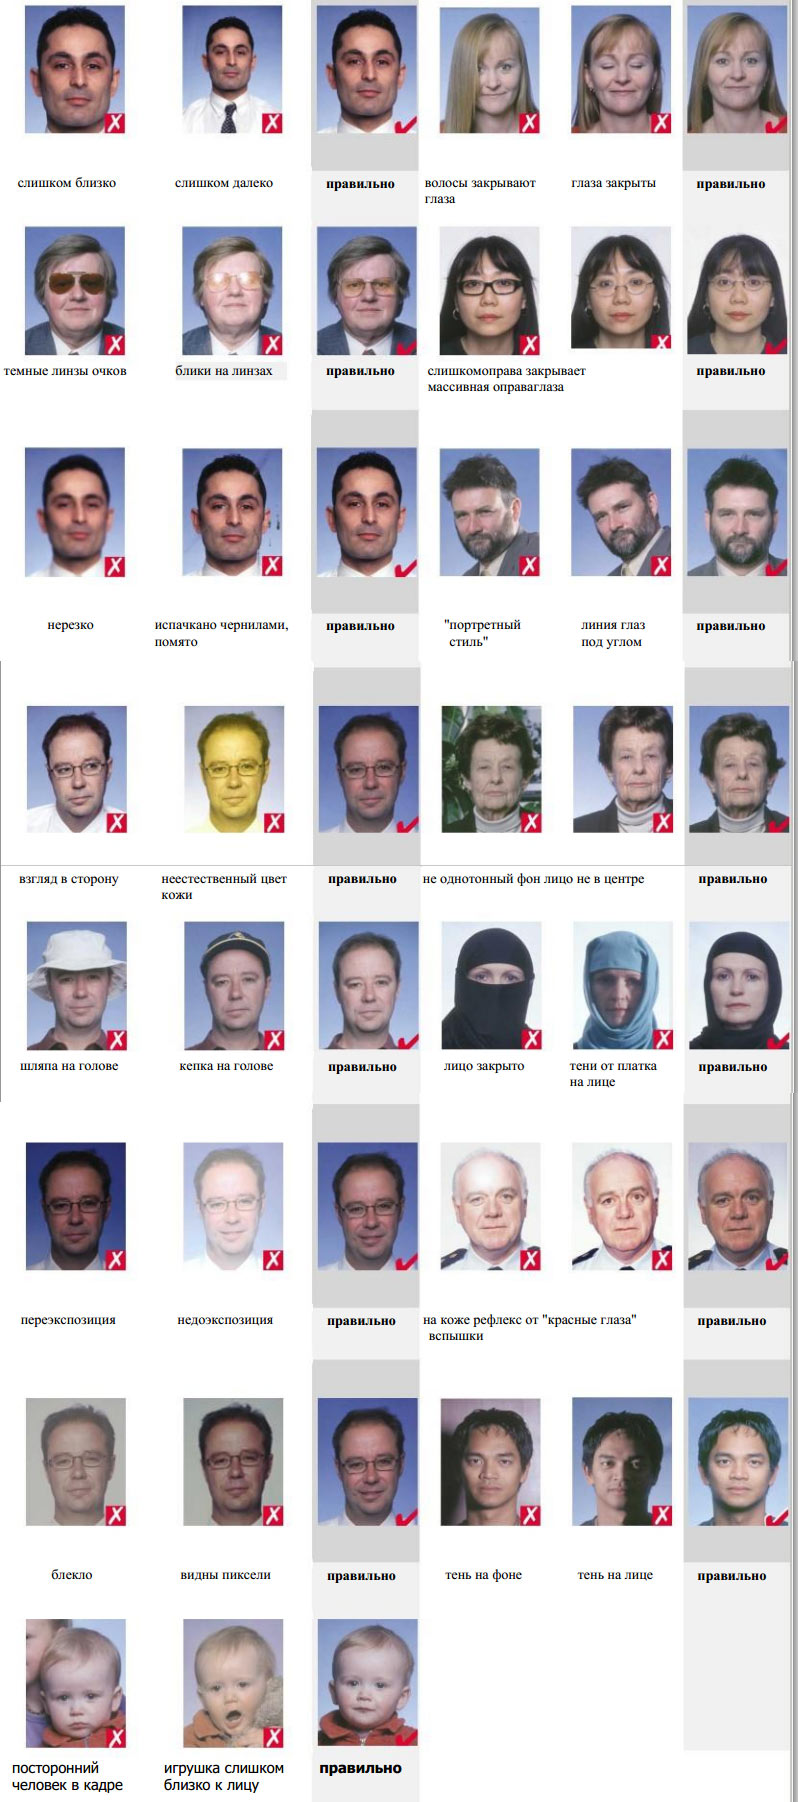 слишком близко
слишком далеко
правильно
волосы закрывают
глаза
глаза закрыты
правильно
темные линзы очков
блики на линзах
правильно
слишкомоправа закрывает
массивная оправаглаза
правильно
нерезко
испачкано чернилами,
помято
правильно
"портретный
стиль"
линия глаз
под углом
правильно
взгляд в сторону
неестественный цвет
кожи
правильно
не однотонный фон лицо не в центре
правильно
шляпа на голове
кепка на голове
правильно
лицо закрыто
тени от платка
на лице
правильно
переэкспозиция
недоэкспозиция
правильно
на коже рефлекс от "красные глаза"
вспышки
правильно
блекло
видны пиксели
правильно
тень на фоне
тень на лице
правильно
посторонний
человек в кадре
игрушка слишком
близко к лицу
правильно